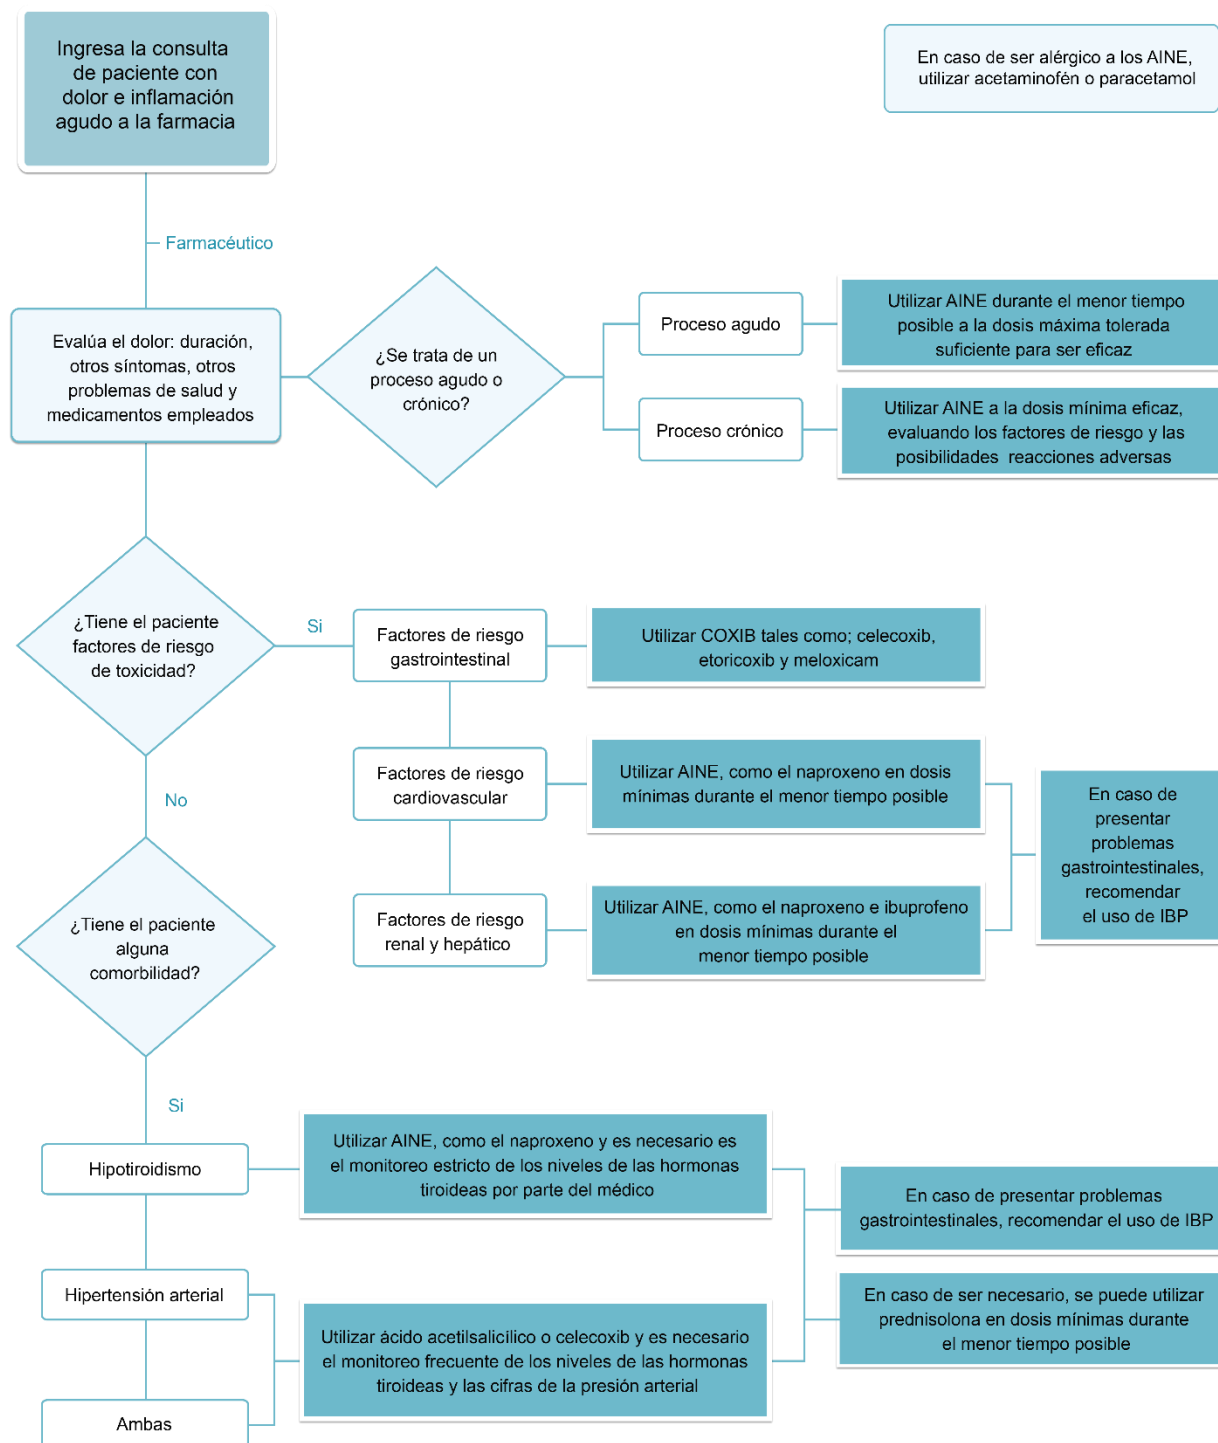 Ingresa la consulta
de paciente con
dolor e inflamación
agudo a la farmacia
En caso de ser alérgico a los AINE,
utilizar acetaminofén o paracetamol
Farmacéutico
Evalúa el dolor: duración,
otros síntomas, otros
problemas de salud y
medicamentos empleados
¿Se trata de un
proceso agudo o
crónico?
Proceso agudo
Utilizar AINE durante el menor tiempo
posible a la dosis máxima tolerada
suficiente para ser eficaz
Proceso crónico
Utilizar AINE a la dosis mínima eficaz,
evaluando los factores de riesgo y las
posibilidades reacciones adversas
¿Tiene el paciente
factores de riesgo
de toxicidad?
Si
Factores de riesgo
gastrointestinal
Utilizar COXIB tales como; celecoxib,
etoricoxib y meloxicam
Factores de riesgo
cardiovascular
Utilizar AINE, como el naproxeno en dosis
mínimas durante el menor tiempo posible
Factores de riesgo
renal y hepático
Utilizar AINE, como el naproxeno e ibuprofeno
en dosis mínimas durante el
menor tiempo posible
En caso de
presentar
problemas
gastrointestinales,
recomendar
el uso de IBP
No
¿Tiene el paciente
alguna
comorbilidad?
Si
Hipotiroidismo
Utilizar AINE, como el naproxeno y es necesario es
el monitoreo estricto de los niveles de las hormonas
tiroideas por parte del médico
Hipertensión arterial
Ambas
Utilizar ácido acetilsalicílico o celecoxib y es necesario
el monitoreo frecuente de los niveles de las hormonas
tiroideas y las cifras de la presión arterial
En caso de presentar problemas
gastrointestinales, recomendar el uso de IBP
En caso de ser necesario, se puede utilizar
prednisolona en dosis mínimas durante
el menor tiempo posible